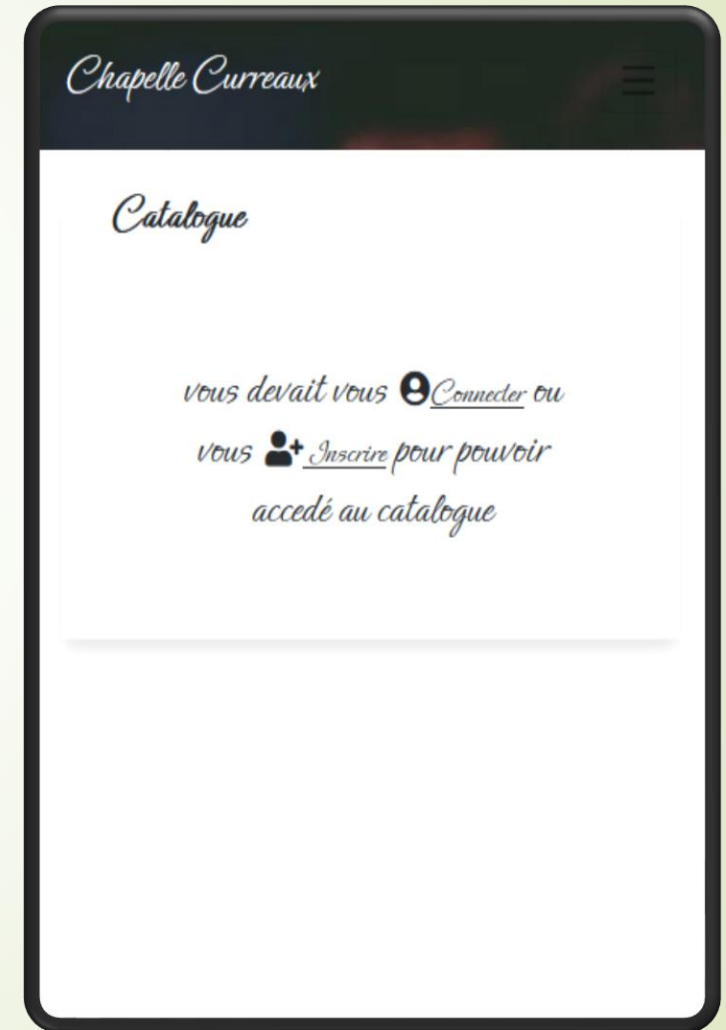 Chapelle Curreaux
Catalogue
vous devait vous Connecter ou
vous Inscrire pour pouvoir
accedé au catalogue